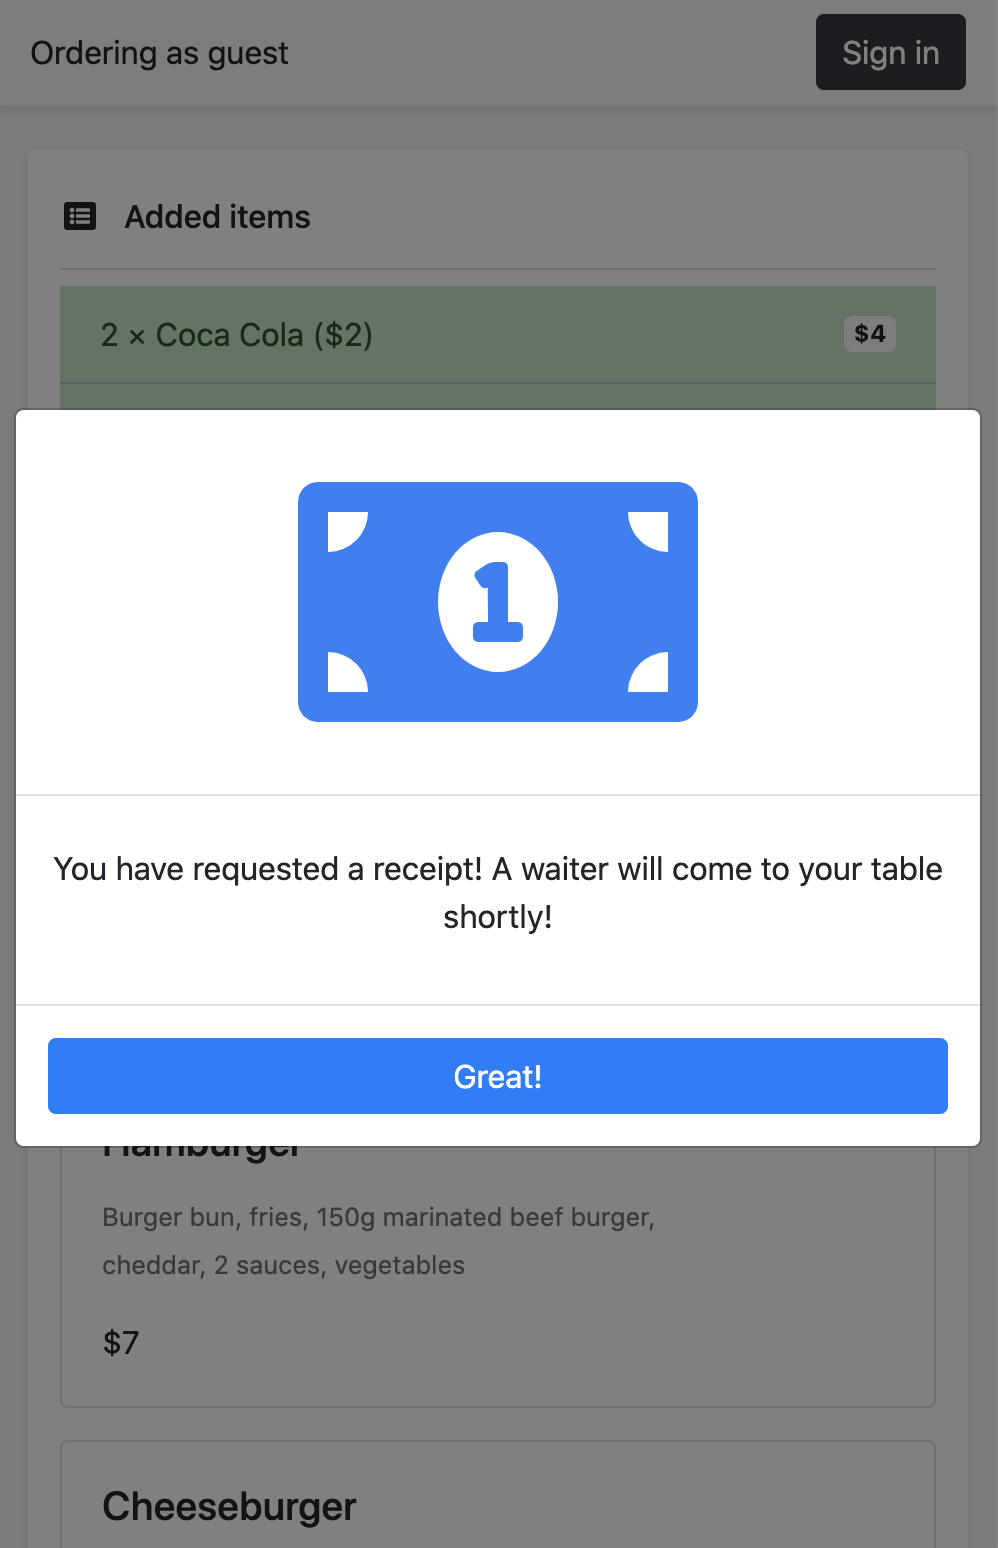 Ordering as guest
Sign in
Added items
2 × Coca Cola ($2)
$4
1
You have requested a receipt! A waiter will come to your table
shortly!
Great!
Hamburger
Burger bun, fries, 150g marinated beef burger,
cheddar, 2 sauces, vegetables
$7
Cheeseburger